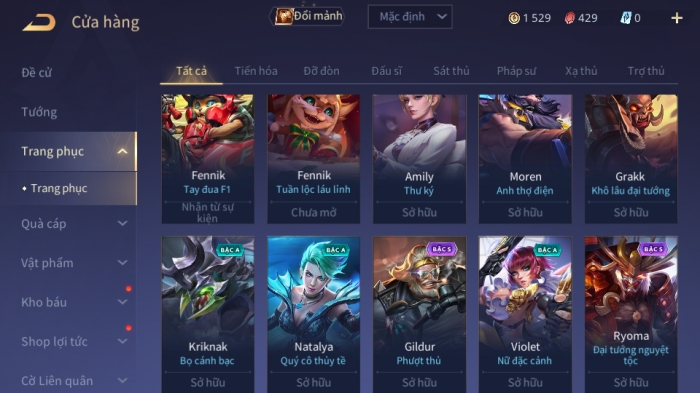 Cửa hàng
Đổi mảnh
Mặc định
1 529
429
0
Đề cử
Tướng
Trang phục
Trang phục
Quà cáp
Vật phẩm
Kho báu
Shop lợi tức
Cờ Liên quân
Tất cả
Tiến hóa
Đỡ đòn
Đấu sĩ
Sát thủ
Pháp sư
Xạ thủ
Trợ thủ
Fennik
Tay đua F1
Nhận từ sự
kiện
Fennik
Tuần lộc láu lỉnh
Chưa mở
Amily
Thư ký
Sở hữu
Moren
Anh thợ điện
Sở hữu
Grakk
Khô lâu đại tướng
Sở hữu
BẬC A
Kriknak
Bọ cánh bạc
Sở hữu
BẬC A
Natalya
Quý cô thủy tề
Sở hữu
BẬC S
Gildur
Phượt thủ
Sở hữu
BẬC A
Violet
Nữ đặc cảnh
Sở hữu
BẬC S
Ryoma
Đại tướng nguyệt
tộc
Sở hữu